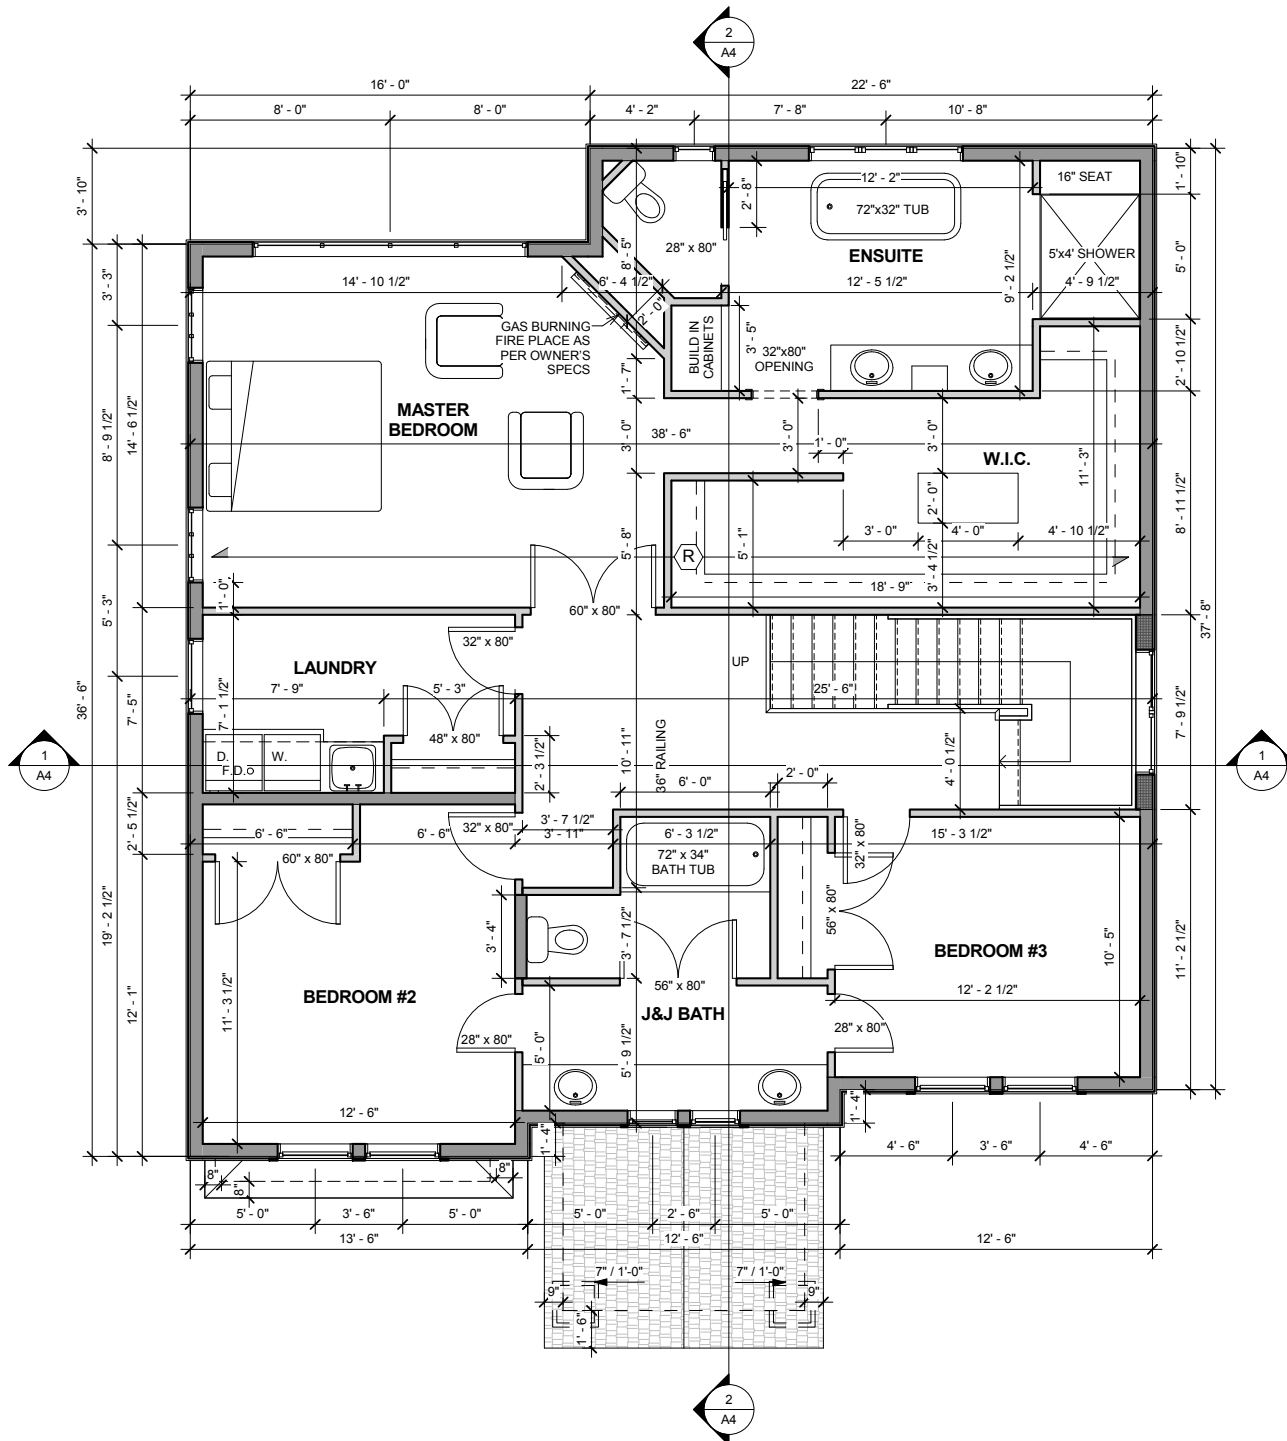 2
A4
16' - 0"
22' - 6"
8' - 0"
8' - 0"
4' - 2"
7' - 8"
10' - 8"
3' - 10"
1' - 10"
16" SEAT
12' - 2"
2' - 8"
72"x32" TUB
28" x 80"
8' - 5"
ENSUITE
5'x4' SHOWER
5' - 0"
3' - 3"
14' - 10 1/2"
6' - 4 1/2"
12' - 5 1/2"
9' - 2 1/2"
4' - 9 1/2"
2' - 0"
GAS BURNING
FIRE PLACE AS
PER OWNER'S
SPECS
BUILD IN
CABINETS
3' - 5"
32"x80"
OPENING
1' - 7"
2' - 10 1/2"
MASTER
BEDROOM
8' - 9 1/2"
14' - 6 1/2"
38' - 6"
3' - 0"
3' - 0"
1' - 0"
3' - 0"
W.I.C.
11' - 3"
8' - 11 1/2"
2' - 0"
3' - 0"
4' - 0"
4' - 10 1/2"
5' - 8"
R
5' - 1"
3' - 4 1/2"
18' - 9"
1' - 0"
60" x 80"
5' - 3"
36' - 6"
37' - 8"
32" x 80"
LAUNDRY
UP
7' - 9"
5' - 3"
25' - 6"
7' - 1 1/2"
7' - 5"
7' - 9 1/2"
48" x 80"
D.
W.
F.D.
10' - 11"
36" RAILING
4' - 0 1/2"
2' - 3 1/2"
6' - 0"
2' - 0"
1
A4
1
A4
2' - 5 1/2"
6' - 6"
6' - 6"
32" x 80"
3' - 7 1/2"
3' - 11"
6' - 3 1/2"
15' - 3 1/2"
32" x 80"
60" x 80"
72" x 34"
BATH TUB
56" x 80"
19' - 2 1/2"
12' - 1"
11' - 3 1/2"
3' - 4"
3' - 7 1/2"
BEDROOM #3
10' - 5"
11' - 2 1/2"
56" x 80"
BEDROOM #2
12' - 2 1/2"
J&J BATH
28" x 80"
28" x 80"
5' - 0"
5' - 9 1/2"
12' - 6"
1' - 4"
1' - 4"
4' - 6"
3' - 6"
4' - 6"
8"
8"
8"
5' - 0"
3' - 6"
5' - 0"
5' - 0"
2' - 6"
5' - 0"
13' - 6"
12' - 6"
12' - 6"
7" / 1'-0"
7" / 1'-0"
9"
9"
1' - 6"
2
A4